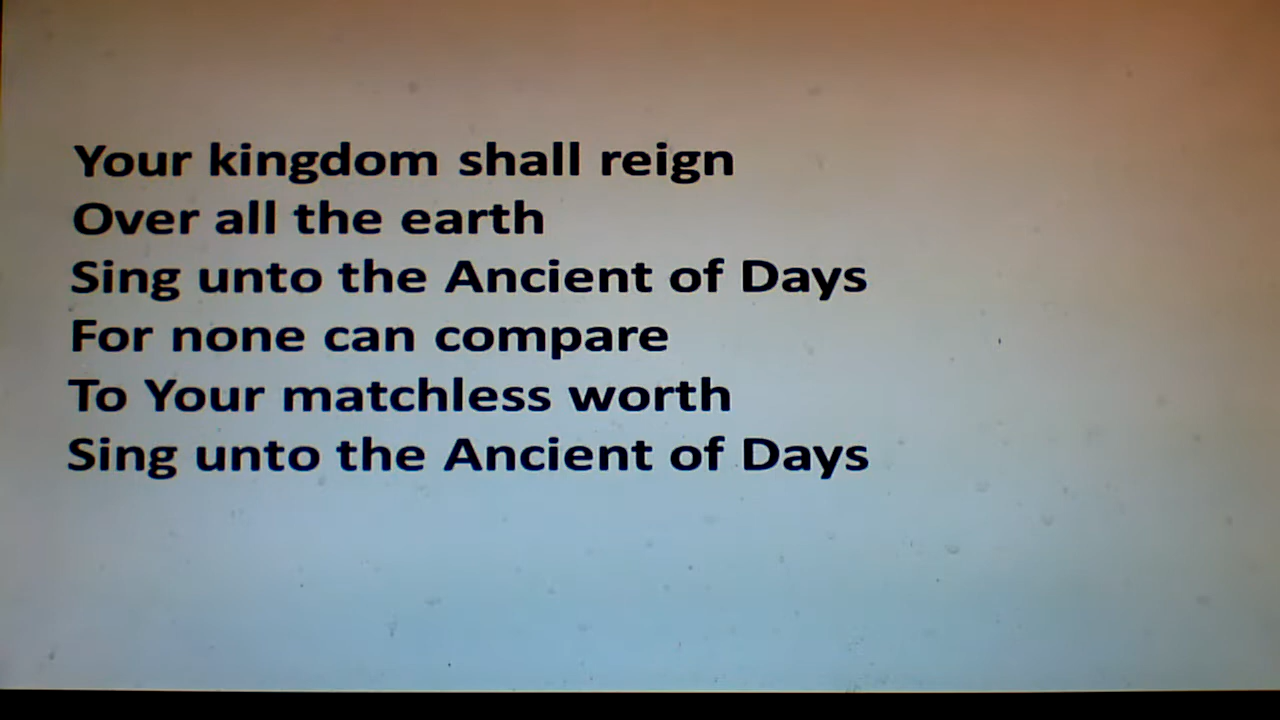 Your kingdom shall reign
Over all the earth
Sing unto the Ancient of Days
For none can compare
To Your matchless worth
Sing unto the Ancient of Days